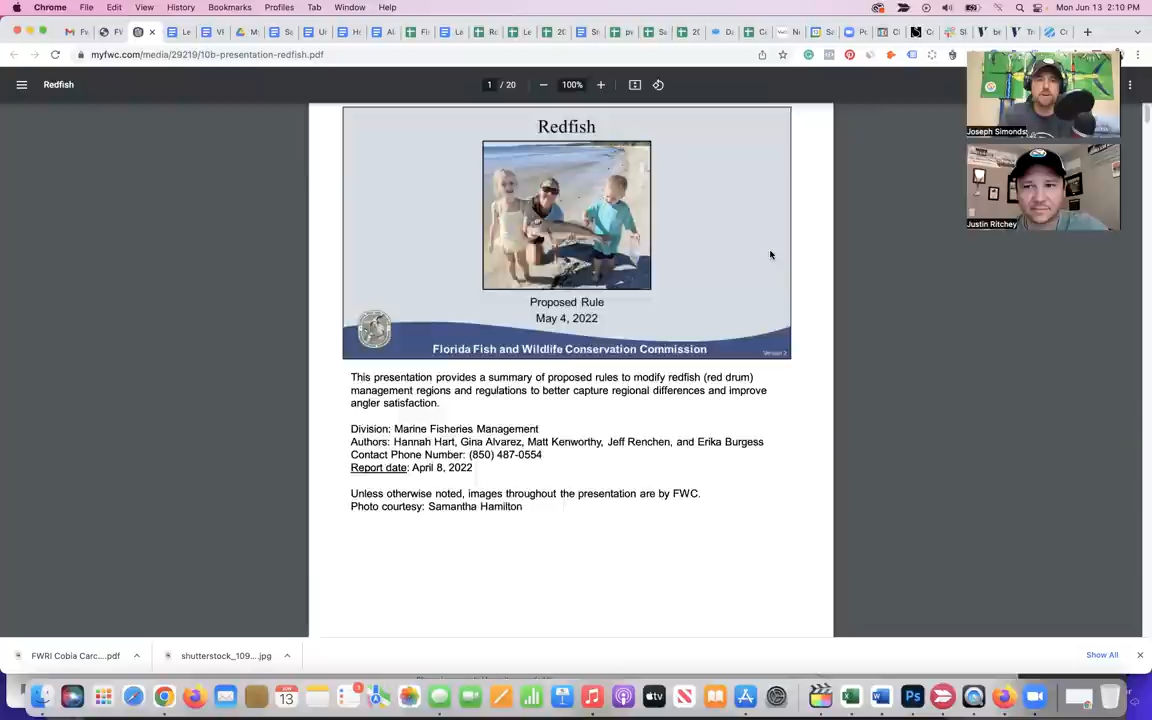 Chrome File Edit View History Bookmarks Profiles Tab Window Help Mon Jun 13 2:10 PM
myfwc.com/media/29219/10b-presentation-redfish.pdf
Redfish 1 / 20 100%
Joseph Simonds
Justin Ritchey
Redfish
Proposed Rule
May 4, 2022
Florida Fish and Wildlife Conservation Commission
Version 2
This presentation provides a summary of proposed rules to modify redfish (red drum)
management regions and regulations to better capture regional differences and improve
angler satisfaction.
Division: Marine Fisheries Management
Authors: Hannah Hart, Gina Alvarez, Matt Kenworthy, Jeff Renchen, and Erika Burgess
Contact Phone Number: (850) 487-0554
Report date: April 8, 2022
Unless otherwise noted, images throughout the presentation are by FWC.
Photo courtesy: Samantha Hamilton
FWRI Cobia Carc....pdf shutterstock_109...jpg Show All